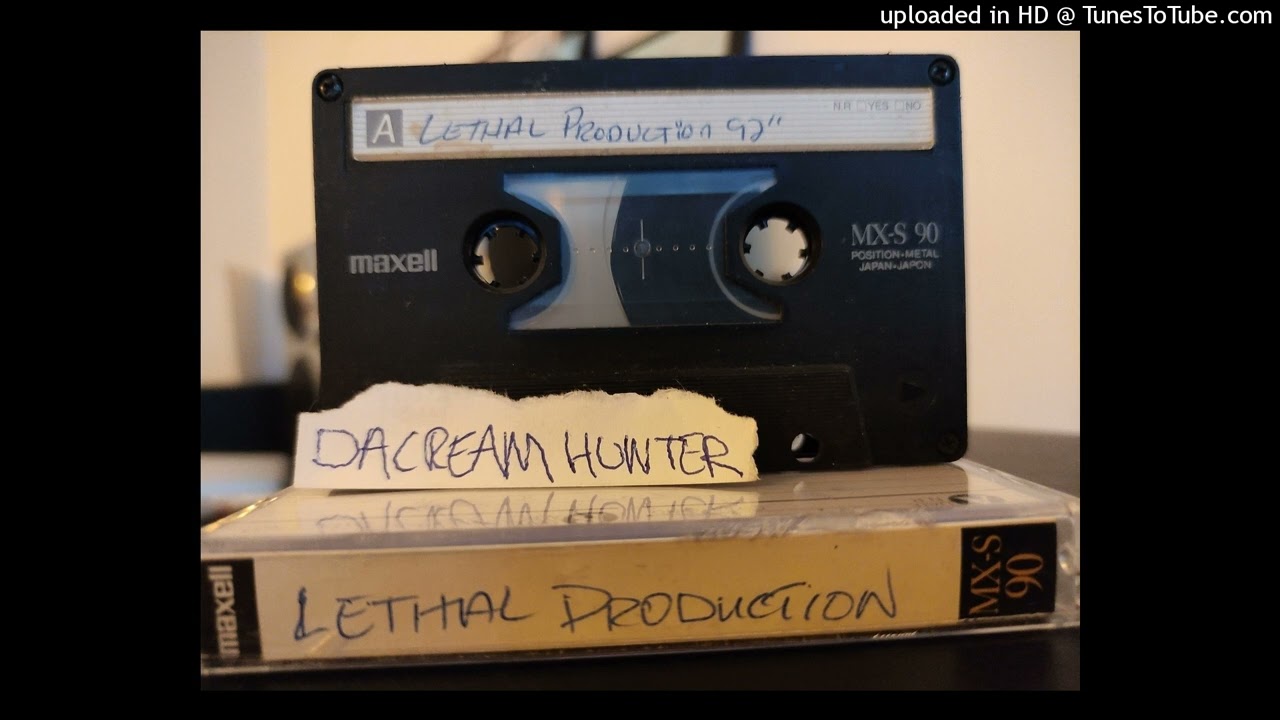 uploaded in HD @ TunesToTube.com
N.R □YES □NO
A LETHAL PRODUCTION 92"
maxell
MX-S 90
POSITION•METAL
JAPAN•JAPON
DACREAM HUNTER
maxell
LETHAL PRODUCTION
MX-S
90